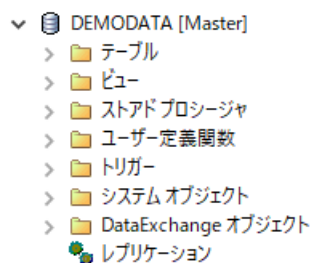 DEMODATA [Master]
テーブル
ビュー
ストアド プロシージャ
ユーザー定義関数
トリガー
システム オブジェクト
DataExchange オブジェクト
レプリケーション